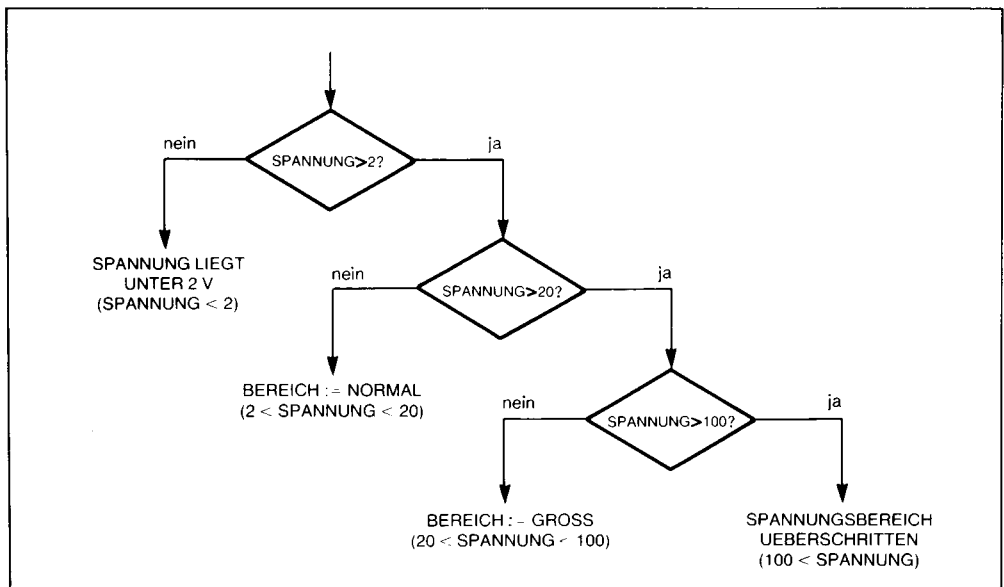 nein
SPANNUNG>2?
ja
SPANNUNG LIEGT
UNTER 2 V
(SPANNUNG < 2)
nein
SPANNUNG>20?
ja
BEREICH := NORMAL
(2 < SPANNUNG < 20)
nein
SPANNUNG>100?
ja
BEREICH := GROSS
(20 < SPANNUNG < 100)
SPANNUNGSBEREICH
UEBERSCHRITTEN
(100 < SPANNUNG)